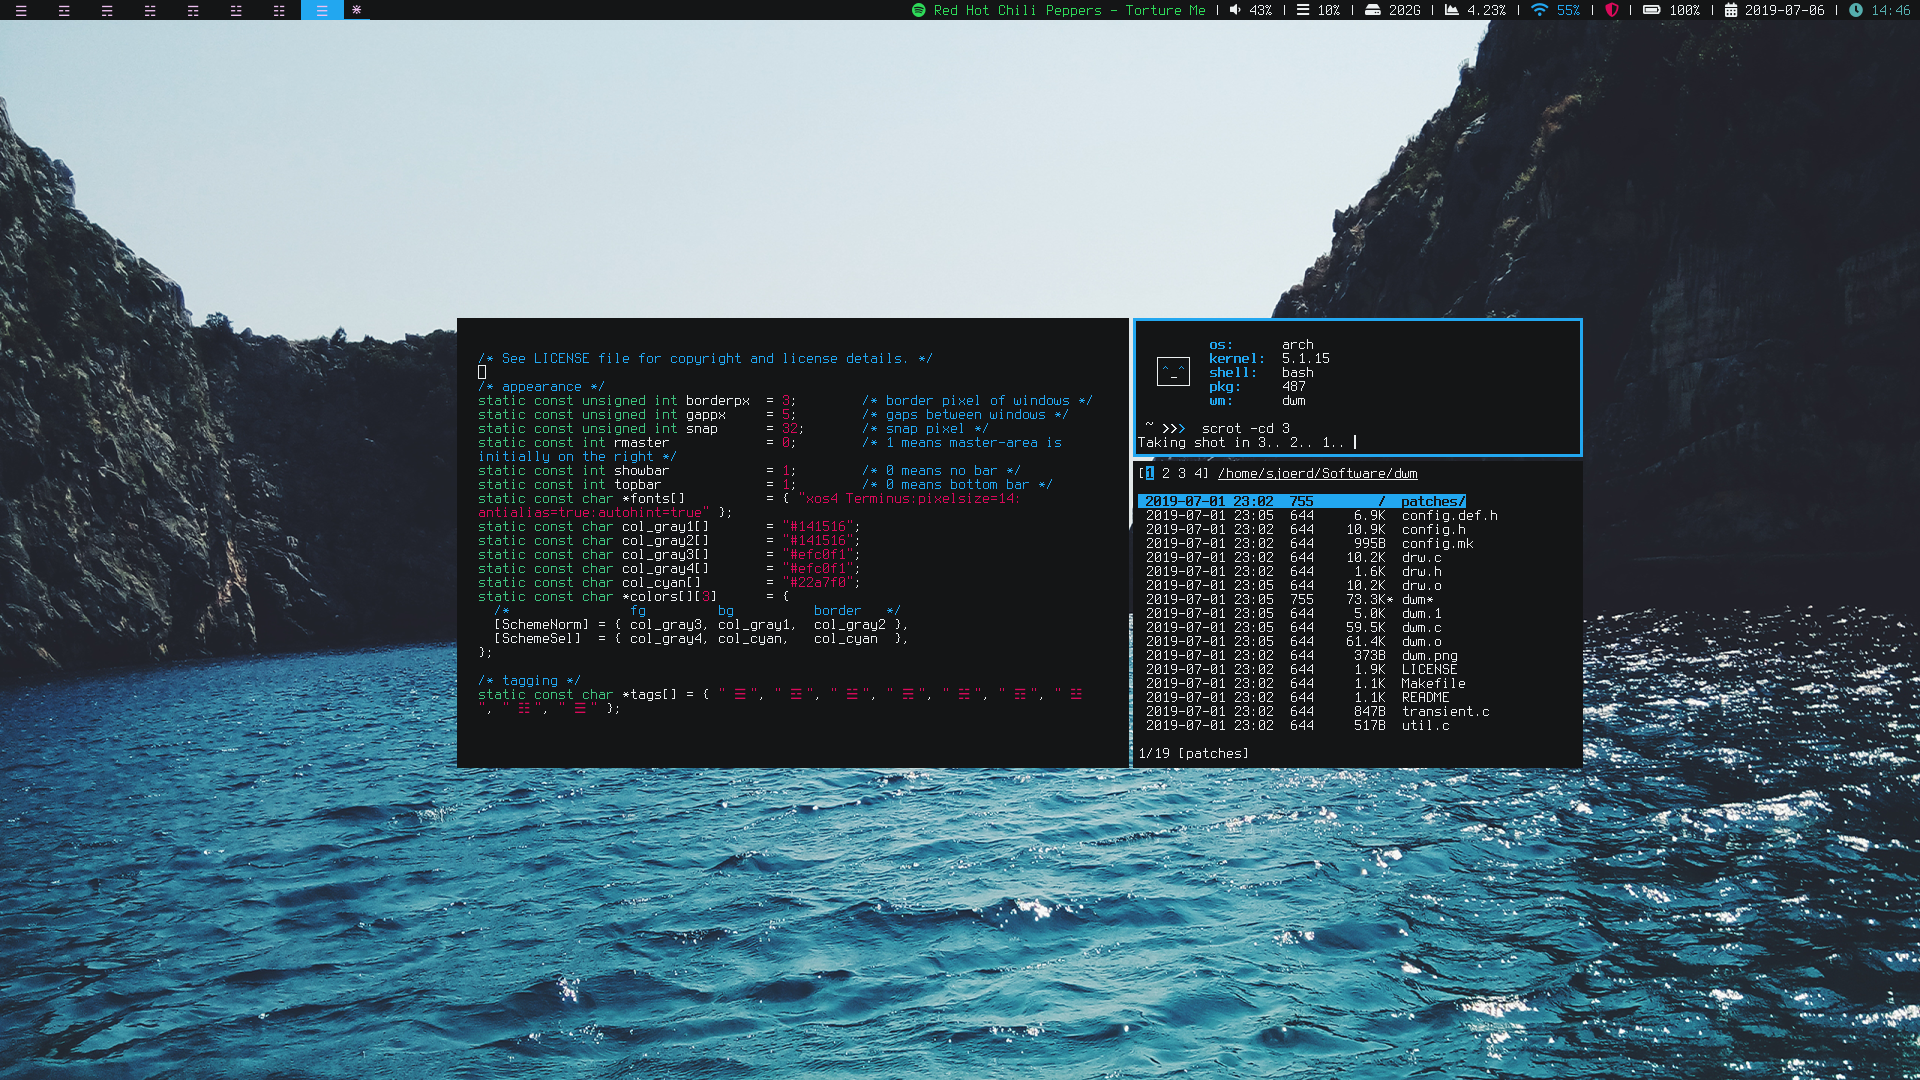 ☰ ☲ ☴ ☵ ☶ ☳ ☷ ☰ ⁜ Red Hot Chili Peppers - Torture Me | 43% | 10% | 202G | 4.23% | 55% | | 100% | 2019-07-06 | 14:46
/* See LICENSE file for copyright and license details. */
/* appearance */
static const unsigned int borderpx = 3; /* border pixel of windows */
static const unsigned int gappx = 5; /* gaps between windows */
static const unsigned int snap = 32; /* snap pixel */
static const int rmaster = 0; /* 1 means master-area is
initially on the right */
static const int showbar = 1; /* 0 means no bar */
static const int topbar = 1; /* 0 means bottom bar */
static const char *fonts[] = { "xos4 Terminus:pixelsize=14:
antialias=true:autohint=true" };
static const char col_gray1[] = "#141516";
static const char col_gray2[] = "#141516";
static const char col_gray3[] = "#efc0f1";
static const char col_gray4[] = "#efc0f1";
static const char col_cyan[] = "#22a7f0";
static const char *colors[][3] = {
/* fg bg border */
[SchemeNorm] = { col_gray3, col_gray1, col_gray2 },
[SchemeSel] = { col_gray4, col_cyan, col_cyan },
};
/* tagging */
static const char *tags[] = { " ☰ ", " ☲ ", " ☱ ", " ☴ ", " ☵ ", " ☶ ", " ☳
", " ☷ ", " ☰ " };
os: arch
kernel: 5.1.15
^_^
shell: bash
pkg: 487
wm: dwm
~ >>> scrot -cd 3
Taking shot in 3.. 2.. 1..
[1 2 3 4] /home/sjoerd/Software/dwm
2019-07-01 23:02 755 / patches/
2019-07-01 23:05 644 6.9K config.def.h
2019-07-01 23:02 644 10.9K config.h
2019-07-01 23:02 644 995B config.mk
2019-07-01 23:02 644 10.2K drw.c
2019-07-01 23:02 644 1.6K drw.h
2019-07-01 23:05 644 10.2K drw.o
2019-07-01 23:05 755 73.3K* dwm*
2019-07-01 23:02 644 5.0K dwm.1
2019-07-01 23:02 644 59.5K dwm.c
2019-07-01 23:05 644 61.4K dwm.o
2019-07-01 23:02 644 373B dwm.png
2019-07-01 23:02 644 1.9K LICENSE
2019-07-01 23:02 644 1.1K Makefile
2019-07-01 23:02 644 1.1K README
2019-07-01 23:02 644 847B transient.c
2019-07-01 23:02 644 517B util.c
1/19 [patches]